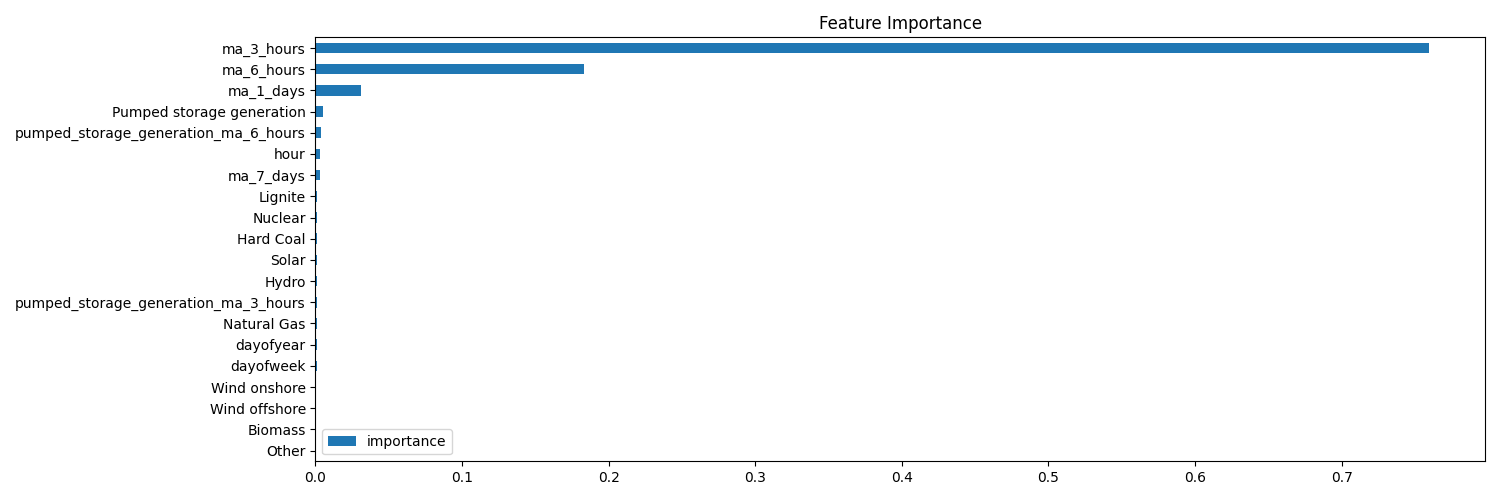 Feature Importance
ma_3_hours
ma_6_hours
ma_1_days
Pumped storage generation
pumped_storage_generation_ma_6_hours
hour
ma_7_days
Lignite
Nuclear
Hard Coal
Solar
Hydro
pumped_storage_generation_ma_3_hours
Natural Gas
dayofyear
dayofweek
Wind onshore
Wind offshore
Biomass
Other
importance
0.0 0.1 0.2 0.3 0.4 0.5 0.6 0.7